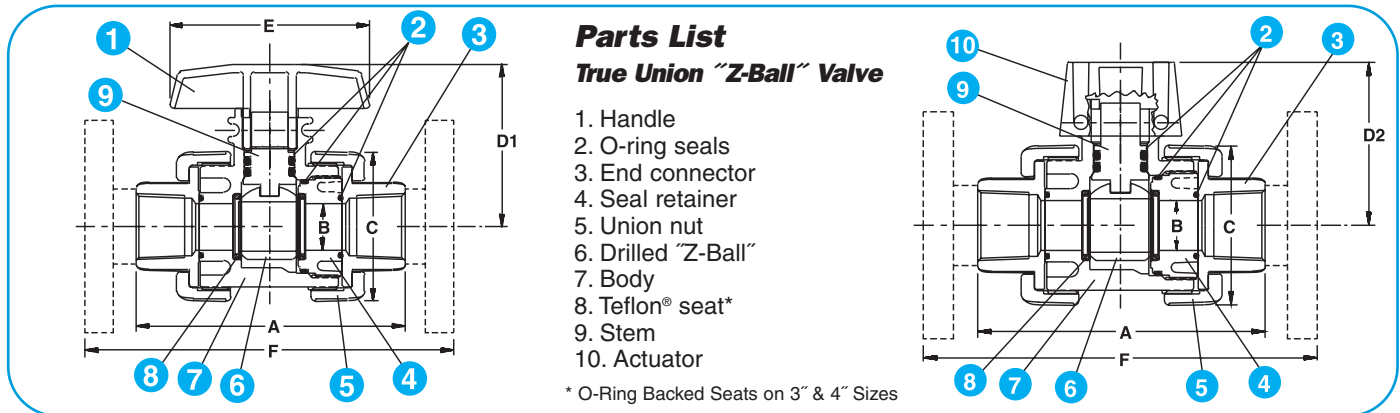 E
1
2
3
9
D1
B
C
A
F
8
7
6
5
4
Parts List
True Union ˝Z-Ball˝ Valve
1. Handle
2. O-ring seals
3. End connector
4. Seal retainer
5. Union nut
6. Drilled ˝Z-Ball˝
7. Body
8. Teflon® seat*
9. Stem
10. Actuator
* O-Ring Backed Seats on 3˝ & 4˝ Sizes
10
2
3
9
D2
B
C
A
F
8
7
6
5
4